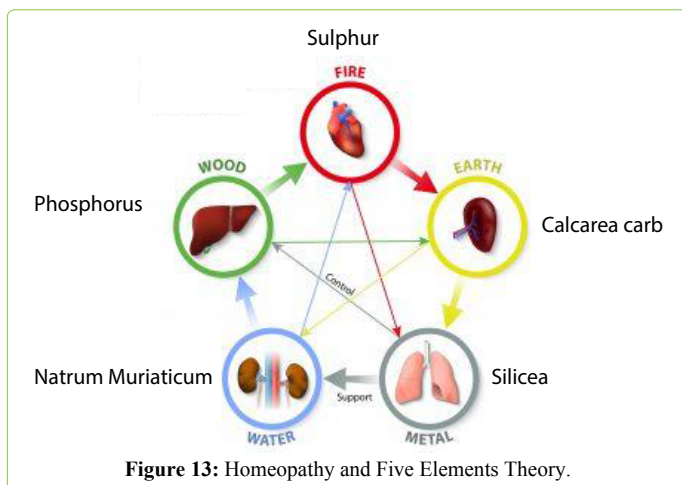 Sulphur
FIRE
WOOD
EARTH
Phosphorus
Calcarea carb
Control
Natrum Muriaticum
Silicea
Support
WATER
METAL
Figure 13: Homeopathy and Five Elements Theory.